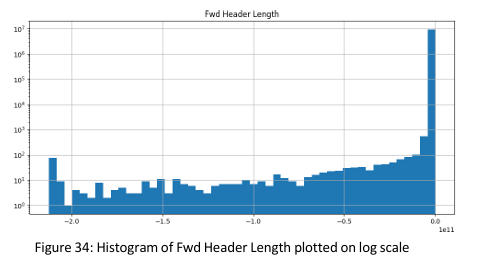 Fwd Header Length
10⁷
10⁶
10⁵
10⁴
10³
10²
10¹
10⁰
−2.0 −1.5 −1.0 −0.5 0.0
1e11
Figure 34: Histogram of Fwd Header Length plotted on log scale